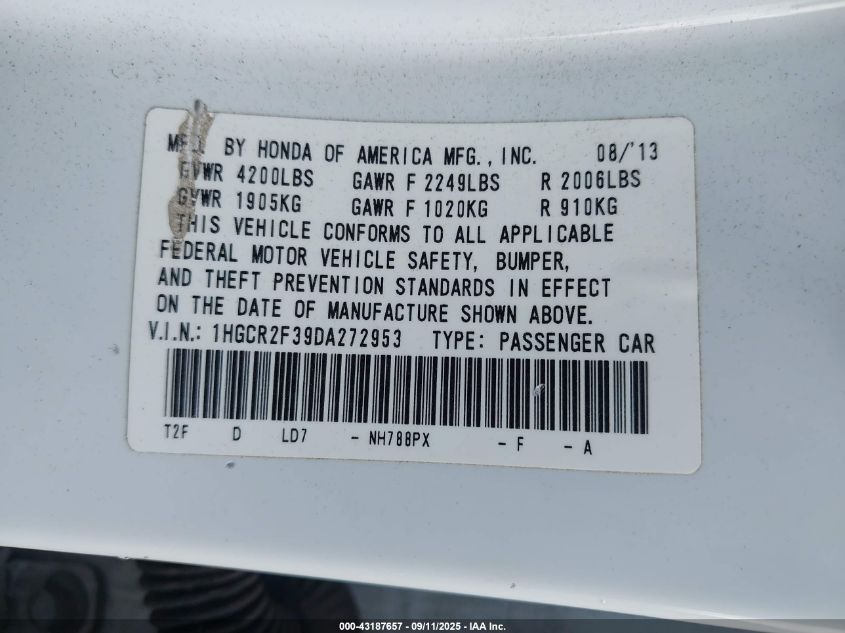 MFD BY HONDA OF AMERICA MFG., INC. 08/'13
GVWR 4200LBS GAWR F 2249LBS R 2006LBS
GVWR 1905KG GAWR F 1020KG R 910KG
THIS VEHICLE CONFORMS TO ALL APPLICABLE
FEDERAL MOTOR VEHICLE SAFETY, BUMPER,
AND THEFT PREVENTION STANDARDS IN EFFECT
ON THE DATE OF MANUFACTURE SHOWN ABOVE.
V.I.N.: 1HGCR2F39DA272953 TYPE: PASSENGER CAR
T2F D LD7 - NH788PX - F - A
000-43187657 - 09/11/2025 - IAA Inc.